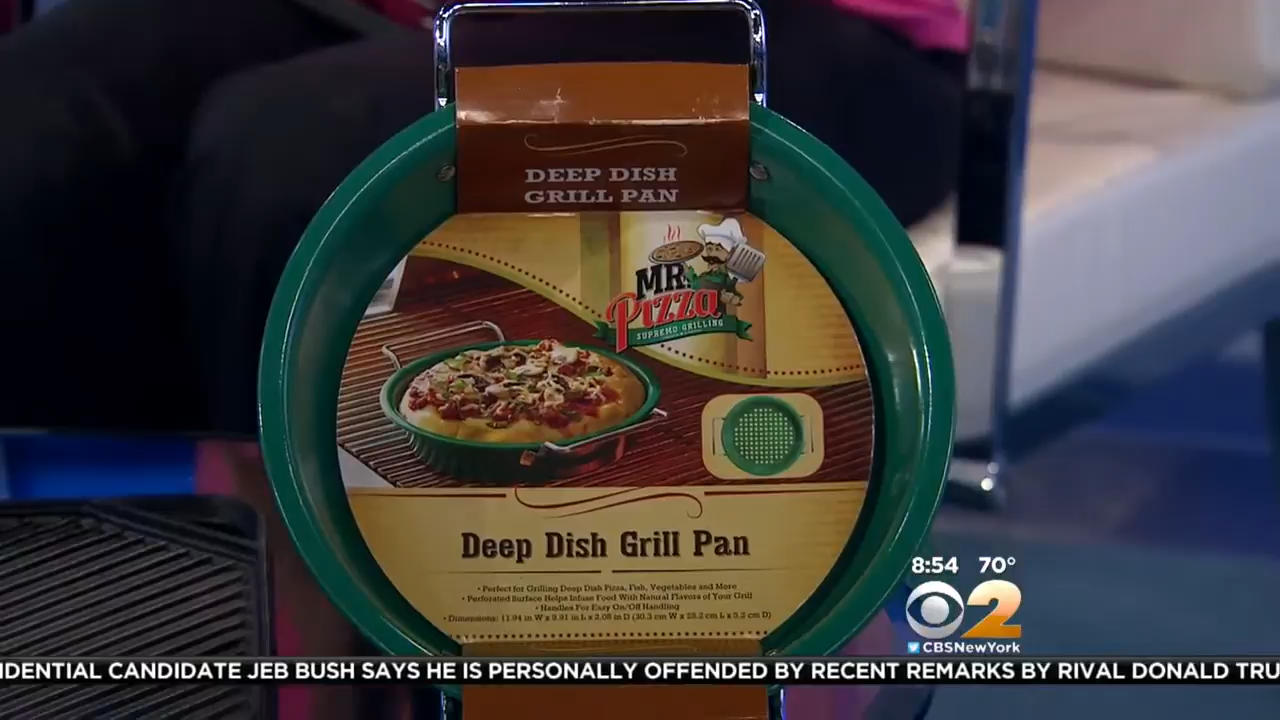 DEEP DISH
GRILL PAN
MR.
Pizza
SUPREMO GRILLING
Deep Dish Grill Pan
• Perfect for Grilling Deep Dish Pizza, Fish, Vegetables and More
• Perforated Surface Helps Infuse Food With Natural Flavors of Your Grill
• Handles For Easy On/Off Handling
8:54 70°
2
CBSNewYork
IDENTIAL CANDIDATE JEB BUSH SAYS HE IS PERSONALLY OFFENDED BY RECENT REMARKS BY RIVAL DONALD TRU